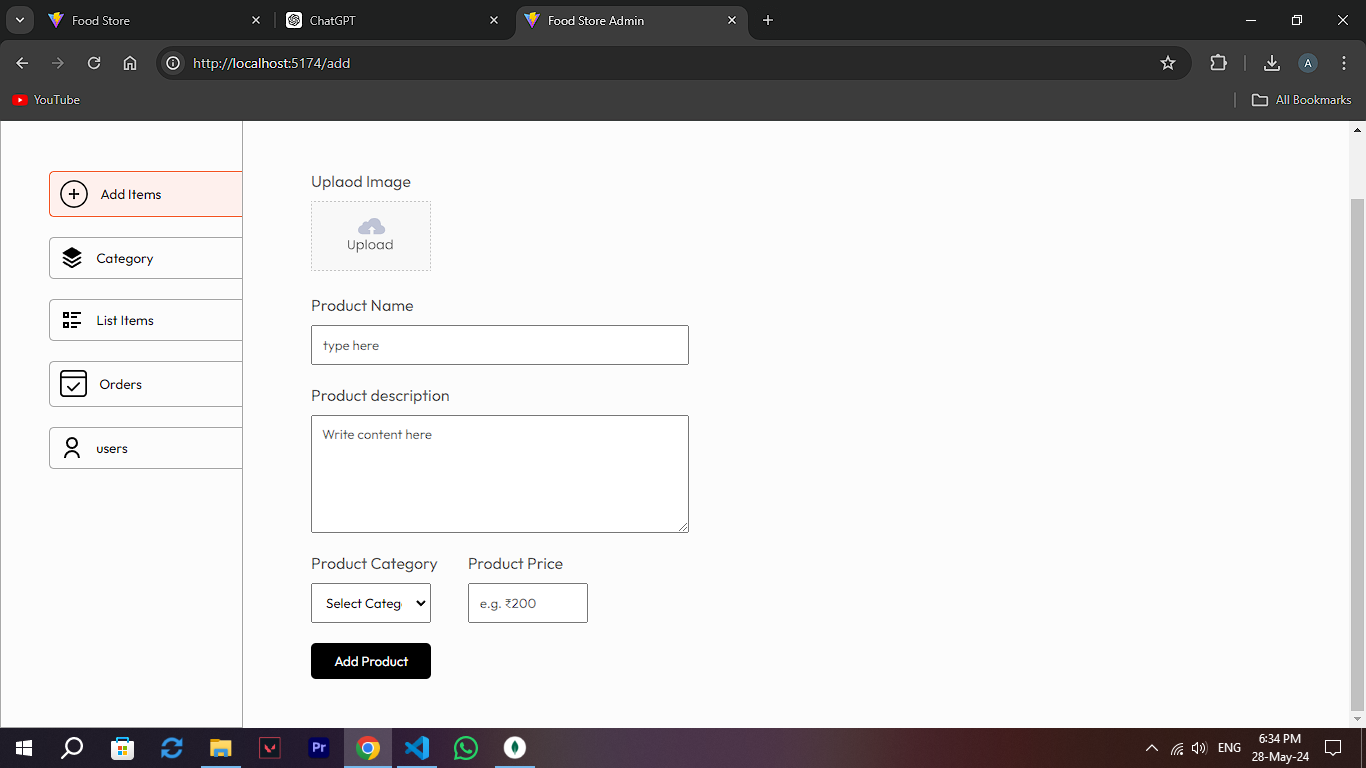 Food Store
ChatGPT
Food Store Admin
http://localhost:5174/add
A
YouTube
All Bookmarks
Add Items
Category
List Items
Orders
users
Uplaod Image
Upload
Product Name
type here
Product description
Write content here
Product Category Product Price
Select Categ e.g. ₹200
Add Product
Pr
ENG
6:34 PM
28-May-24